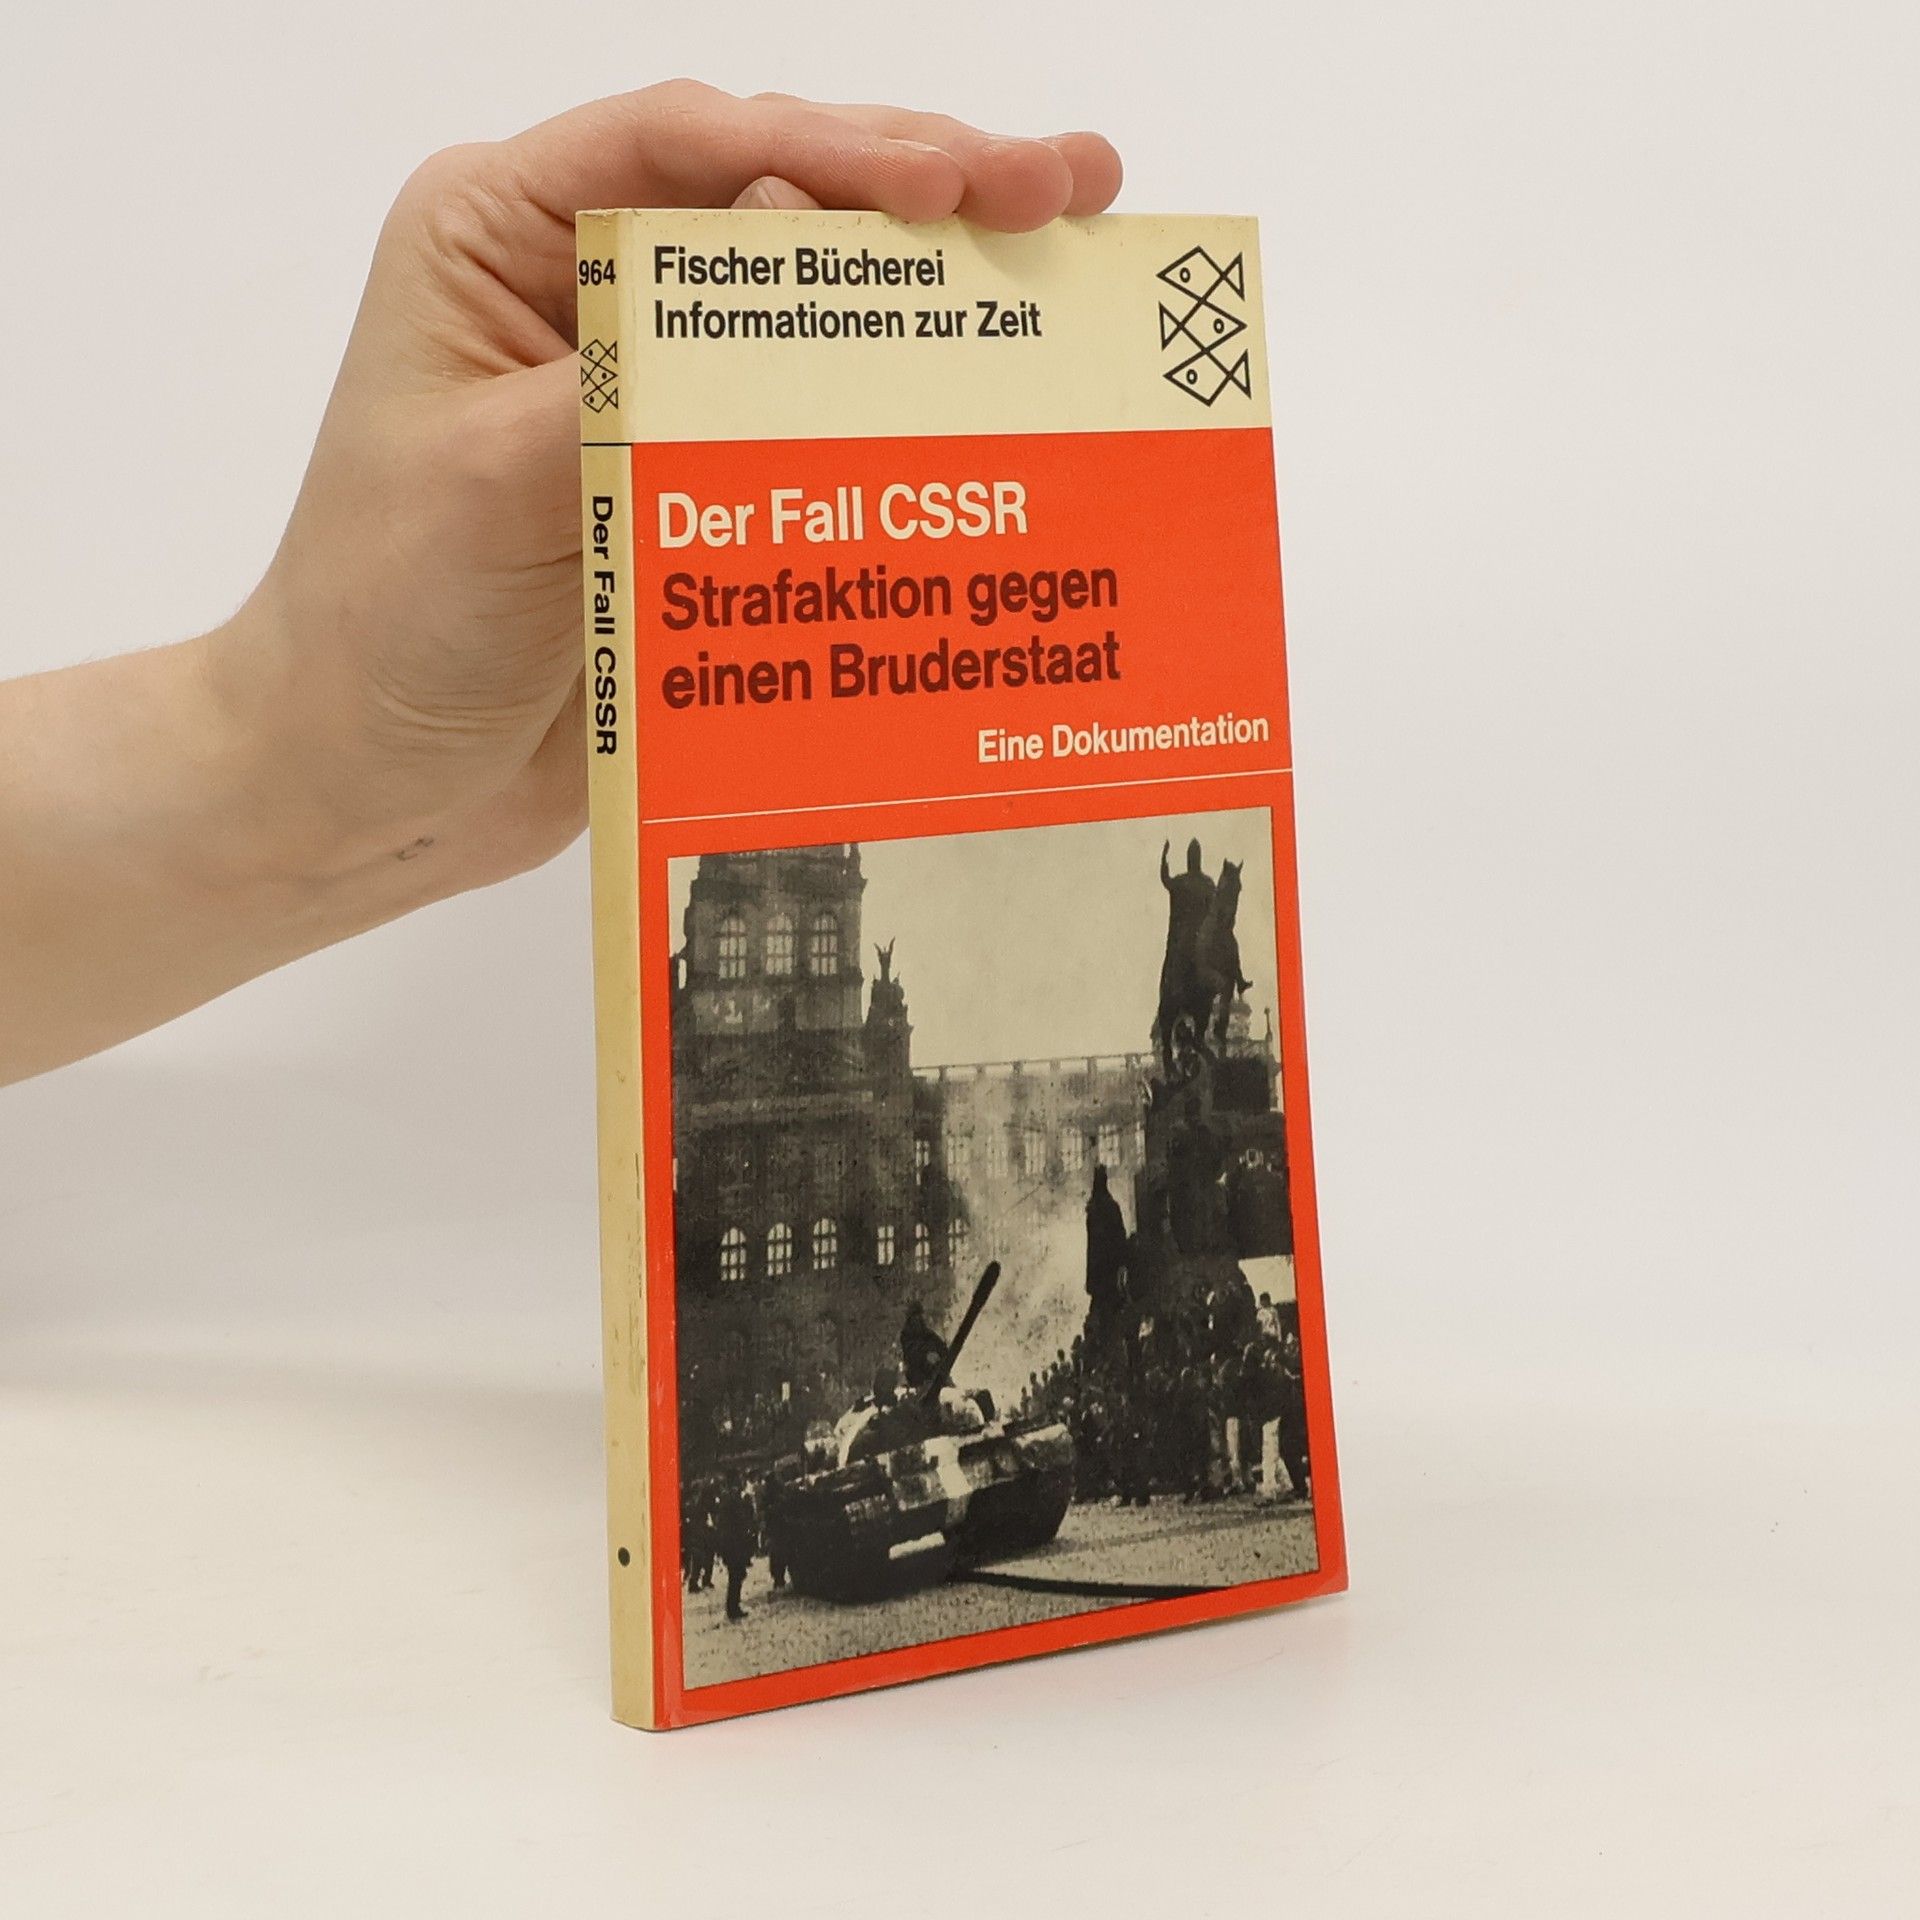 964
Der Fall CSSR
Fischer Bücherei
Informationen zur Zeit
Der Fall CSSR
Strafaktion gegen
einen Bruderstaat
Eine Dokumentation